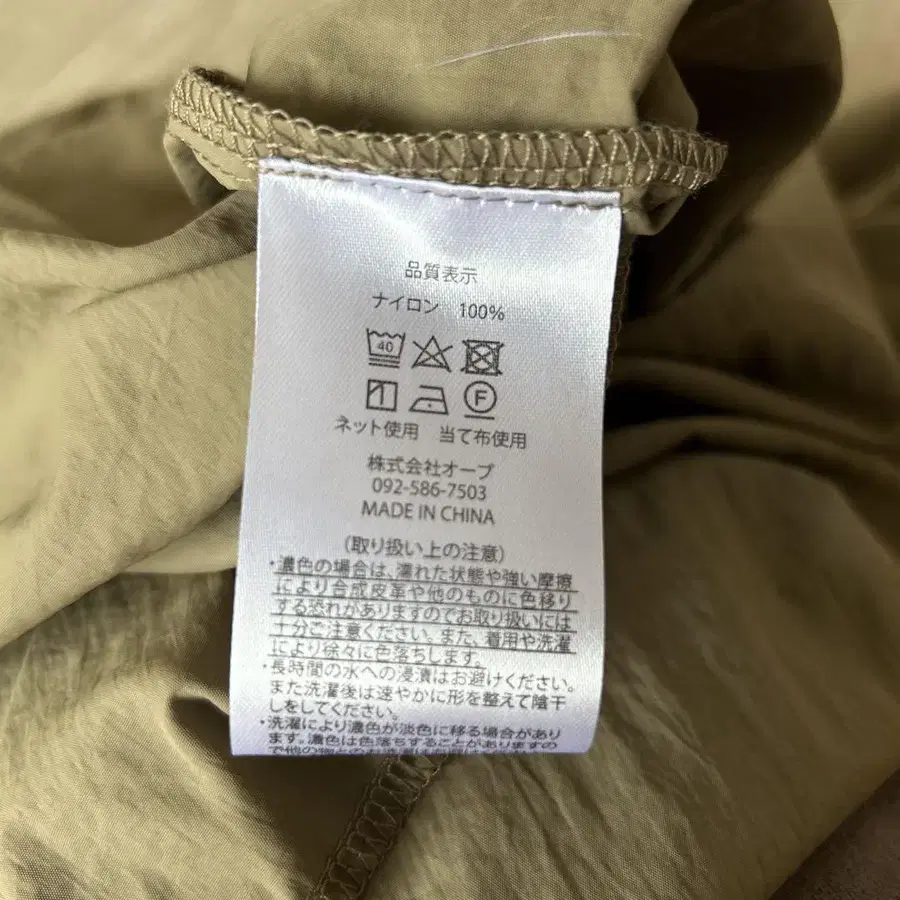 品質表示
ナイロン 100%
40
F
ネット使用 当て布使用
株式会社オーブ
092-586-7503
MADE IN CHINA
(取り扱い上の注意)
・濃色の場合は、濡れた状態や強い摩擦
により合成皮革や他のものに色移り
する恐れがありますのでお取り扱いには
十分ご注意ください。また、着用や洗濯
により徐々に色落ちします。
・長時間の水への浸漬はお避けください。
また洗濯後は速やかに形を整えて陰干
しをしてください。
・洗濯により濃色が淡色に移る場合があり
ます。濃色は色落ちすることがありますの
で他の物との